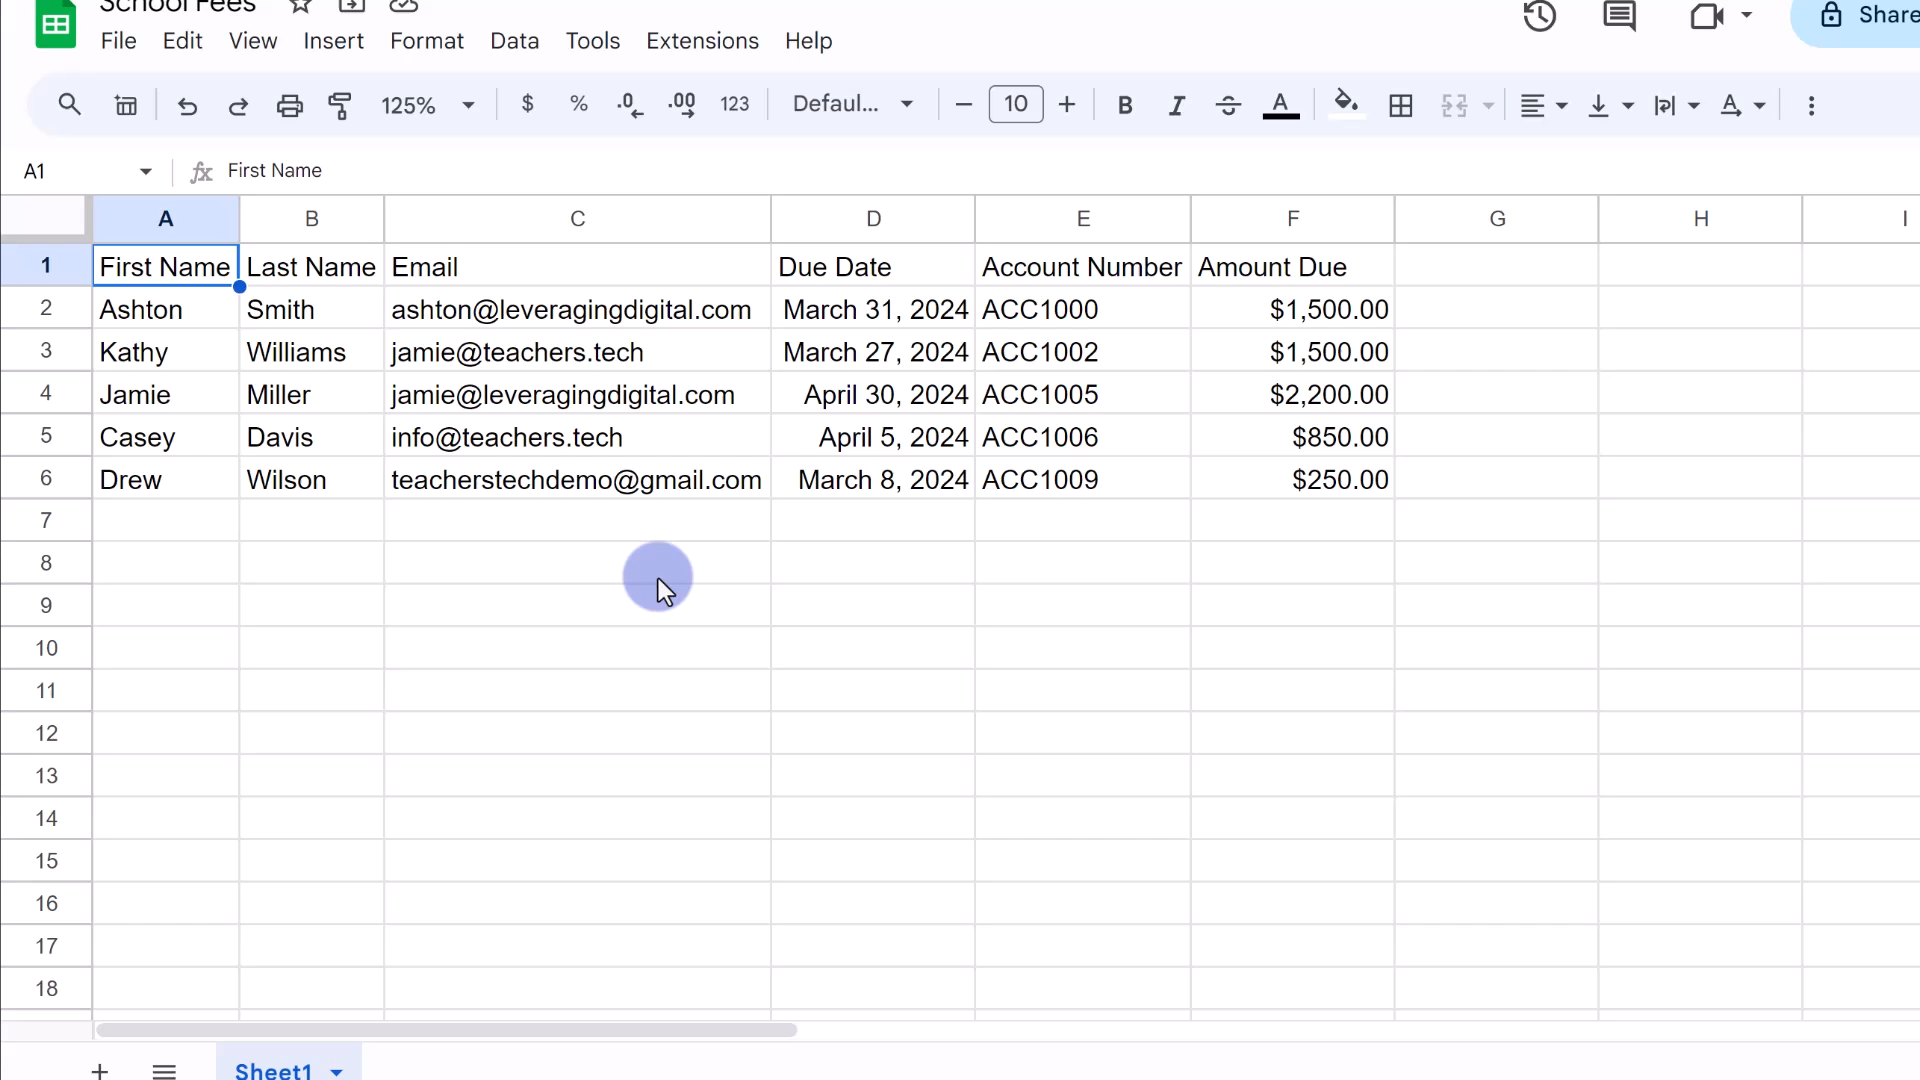 School Fees
File Edit View Insert Format Data Tools Extensions Help
Share
125% $ % .0 .00 123 Defaul... 10 B I S A
A1 fx First Name
A B C D E F G H I
1 First Name Last Name Email Due Date Account Number Amount Due
2 Ashton Smith ashton@leveragingdigital.com March 31, 2024 ACC1000 $1,500.00
3 Kathy Williams jamie@teachers.tech March 27, 2024 ACC1002 $1,500.00
4 Jamie Miller jamie@leveragingdigital.com April 30, 2024 ACC1005 $2,200.00
5 Casey Davis info@teachers.tech April 5, 2024 ACC1006 $850.00
6 Drew Wilson teacherstechdemo@gmail.com March 8, 2024 ACC1009 $250.00
7
8
9
10
11
12
13
14
15
16
17
18
Sheet1